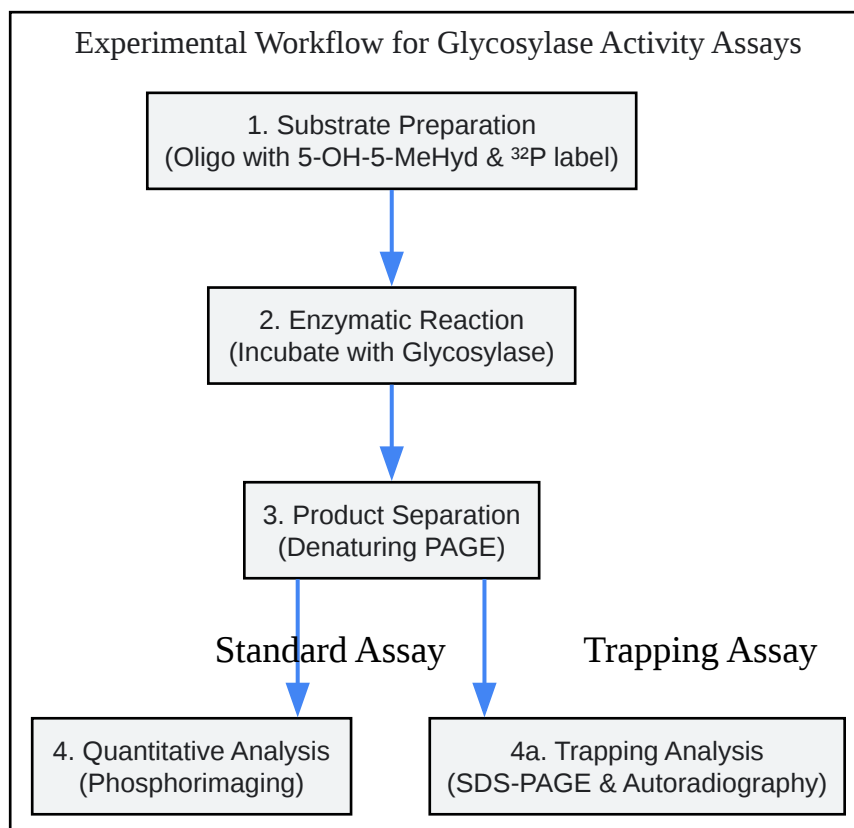 Experimental Workflow for Glycosylase Activity Assays
1. Substrate Preparation
(Oligo with 5-OH-5-MeHyd & ³²P label)
2. Enzymatic Reaction
(Incubate with Glycosylase)
3. Product Separation
(Denaturing PAGE)
Standard Assay
Trapping Assay
4. Quantitative Analysis
(Phosphorimaging)
4a. Trapping Analysis
(SDS-PAGE & Autoradiography)